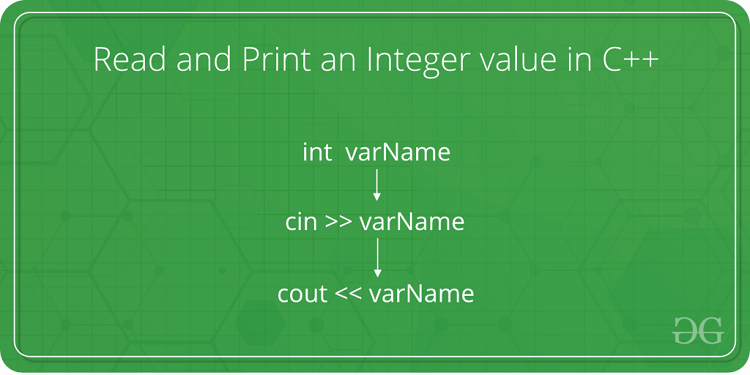 Read and Print an Integer value in C++
int varName
cin >> varName
cout << varName
GG